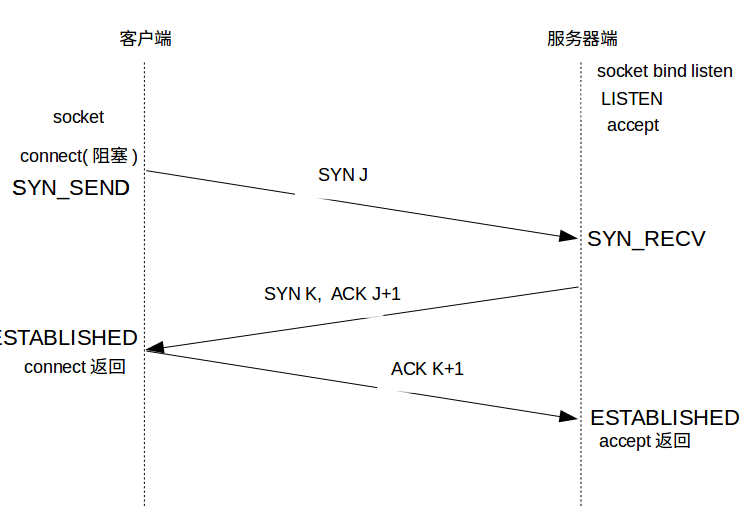 客户端
服务器端
socket bind listen
LISTEN
accept
socket
connect( 阻塞 )
SYN_SEND
SYN J
SYN_RECV
SYN K, ACK J+1
ESTABLISHED
connect 返回
ACK K+1
ESTABLISHED
accept 返回